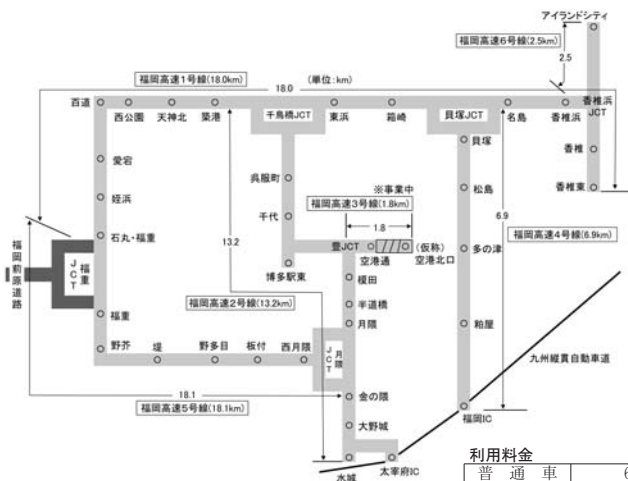 アイランドシティ
福岡高速6号線(2.5km)
2.5
福岡高速1号線(18.0km)
(単位:km)
18.0
百道
西公園
天神北
築港
千鳥橋JCT
東浜
箱崎
貝塚JCT
名島
香椎浜
香椎浜
JCT
貝塚
愛宕
香椎
呉服町
松島
香椎東
姪浜
※事業中
福岡高速3号線(1.8km)
千代
1.8
6.9
福岡高速4号線(6.9km)
石丸・福重
13.2
豊JCT
(仮称)
空港通
空港北口
多の津
福岡前原道路
福重
JCT
博多駅東
榎田
福岡高速2号線(13.2km)
半道橋
福重
月隈
粕屋
野芥
堤
野多目
板付
西月隈
月隈
JCT
九州縦貫自動車道
18.1
金の隈
福岡高速5号線(18.1km)
福岡IC
大野城
水城
太宰府IC
利用料金
普通車
6